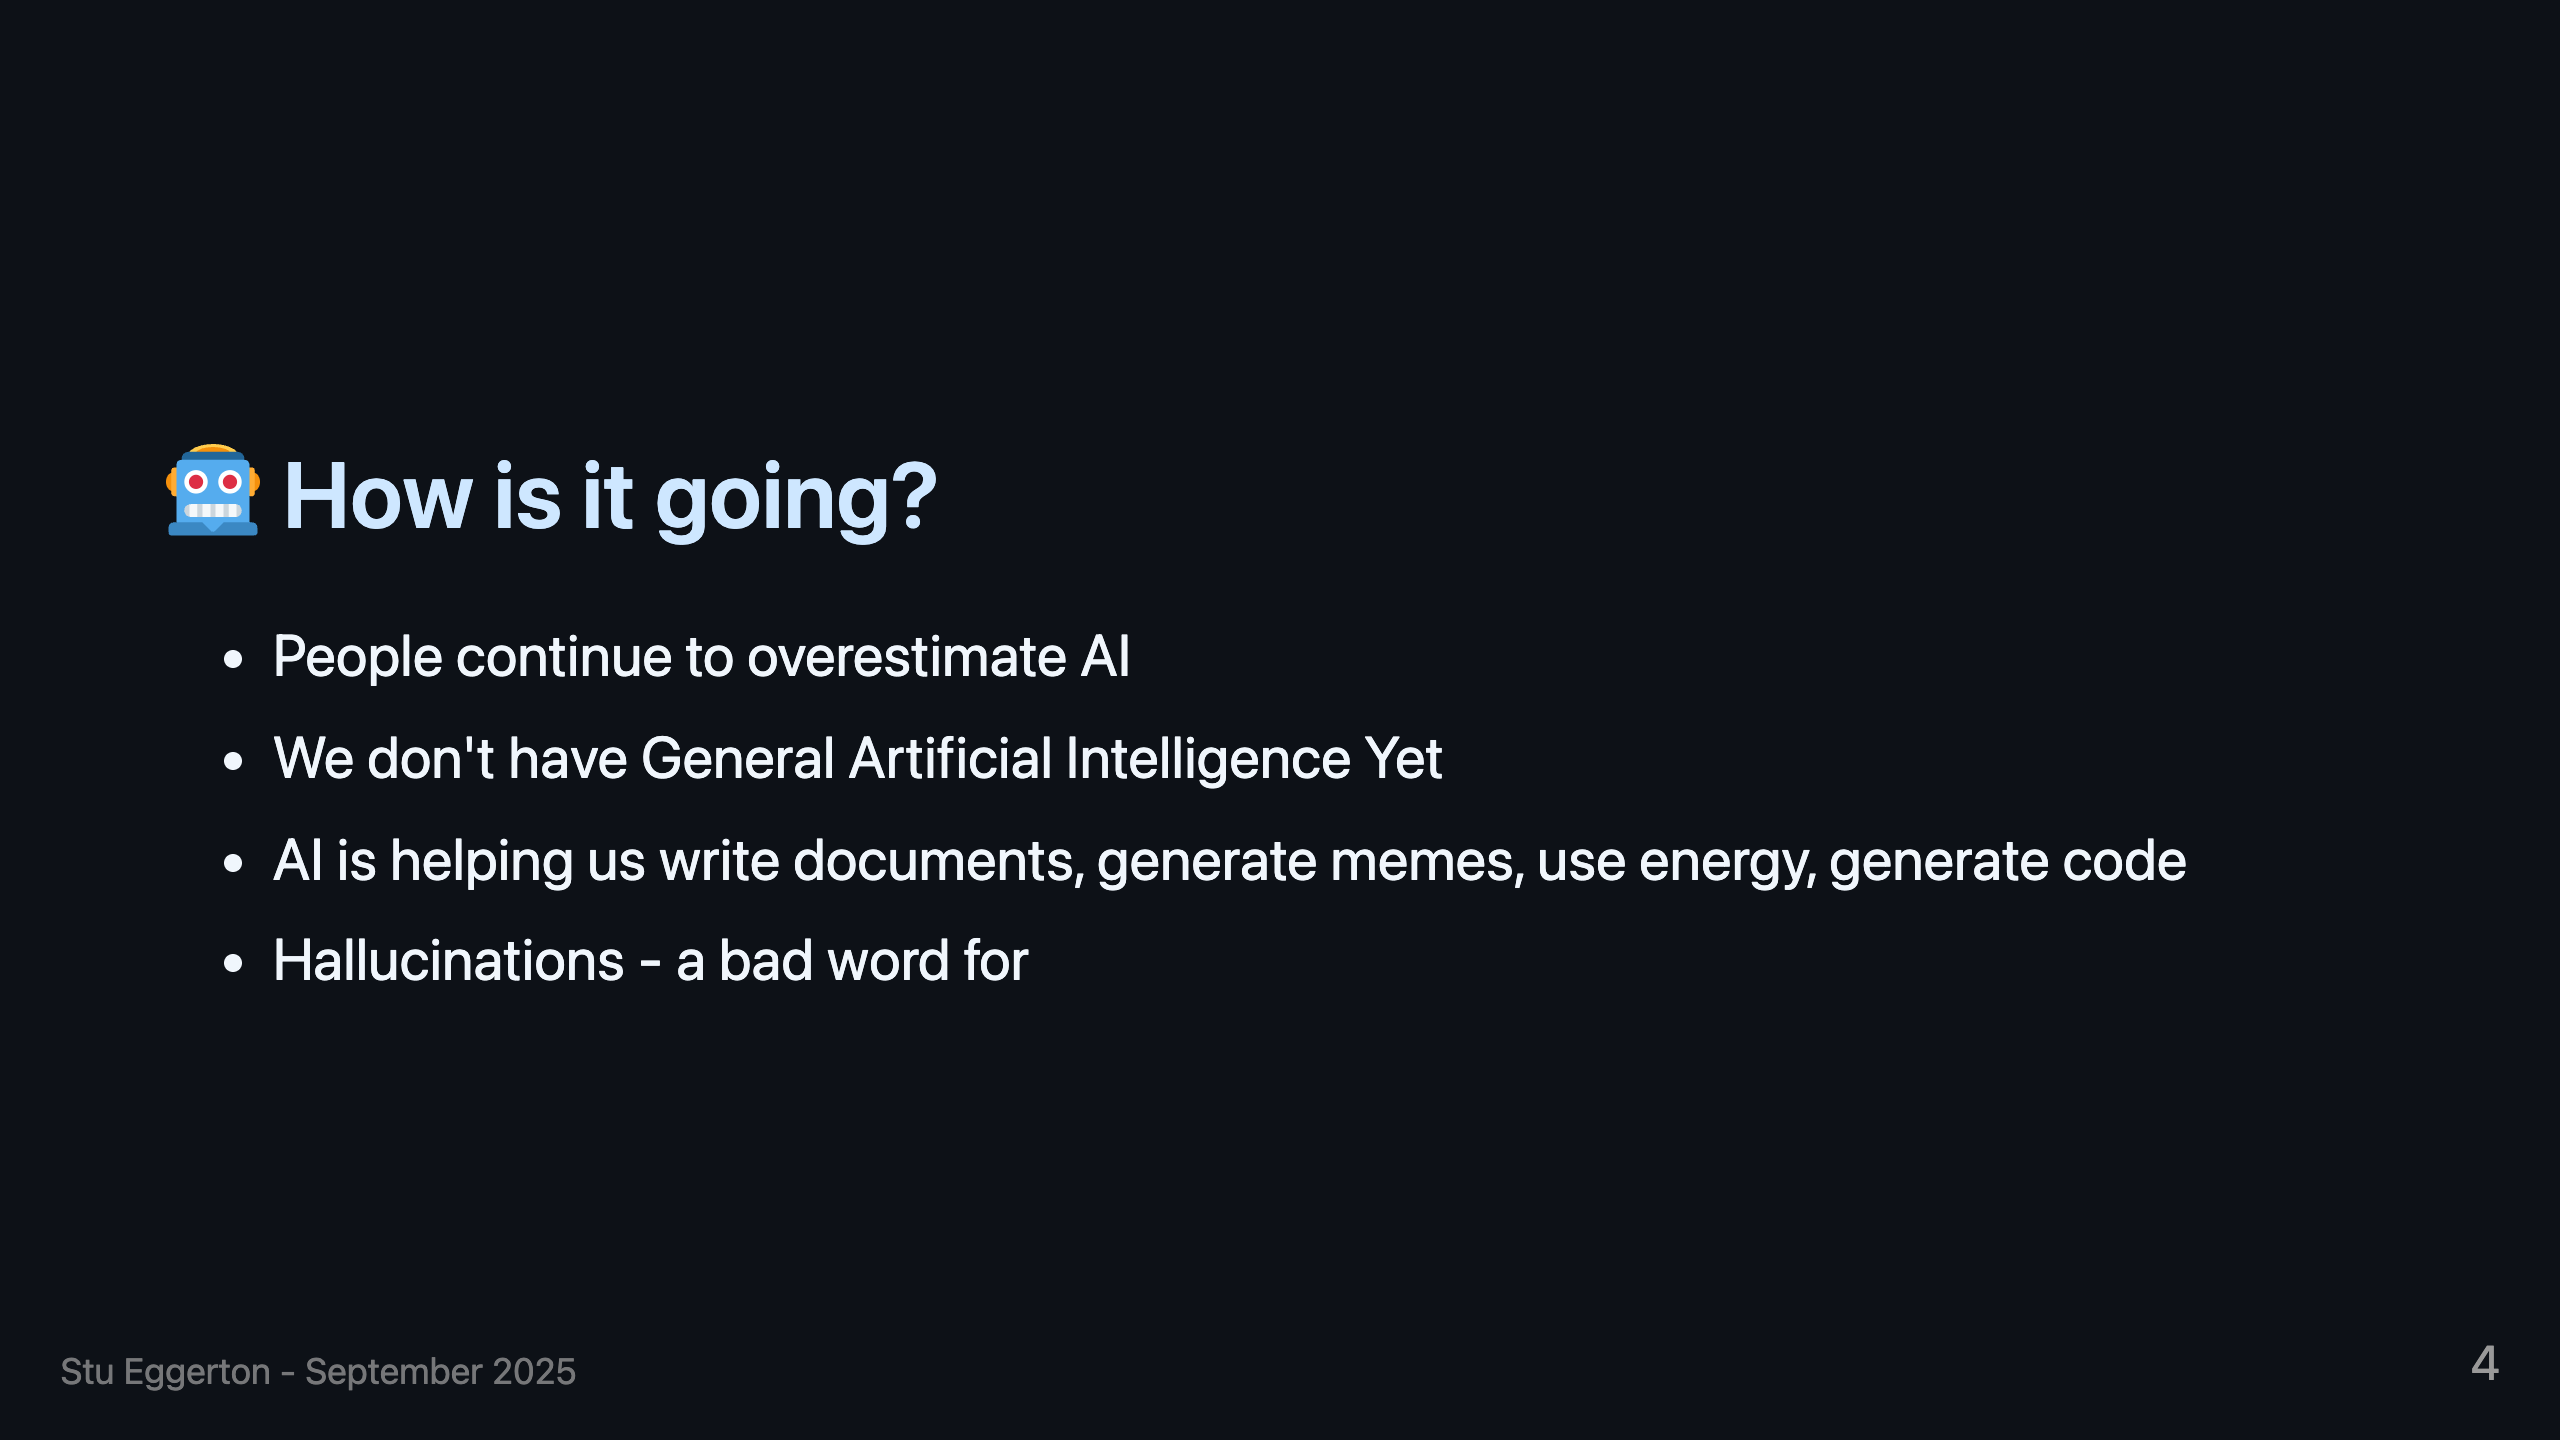 How is it going?
People continue to overestimate AI
We don't have General Artificial Intelligence Yet
AI is helping us write documents, generate memes, use energy, generate code
Hallucinations - a bad word for
Stu Eggerton - September 2025
4